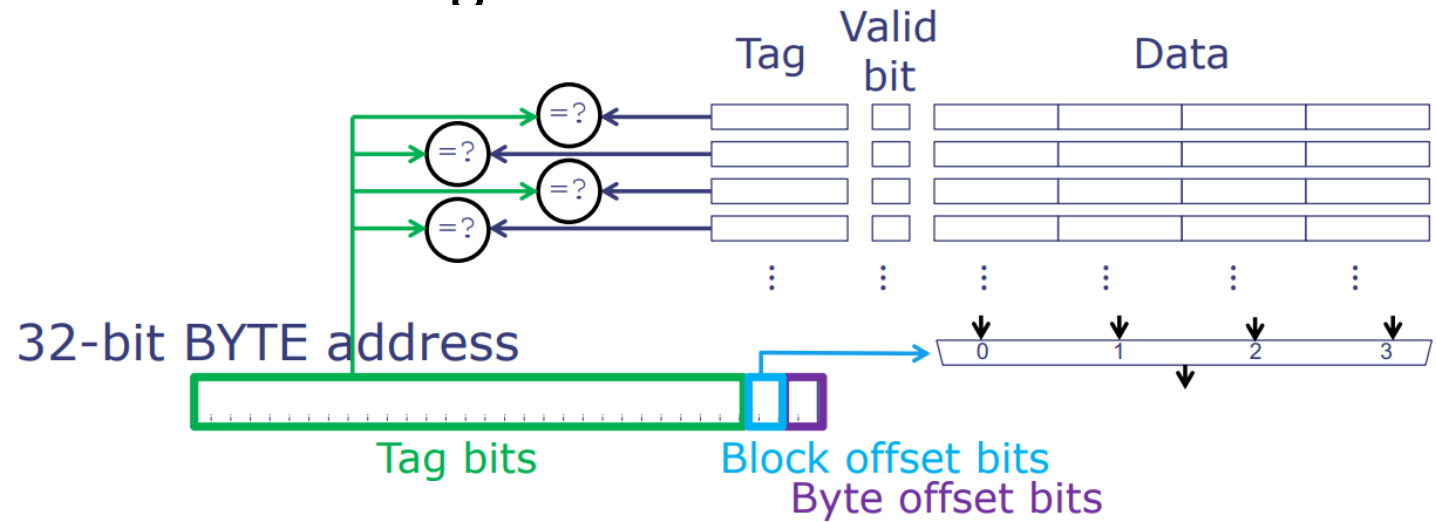 Tag
Valid
bit
Data
=?
=?
=?
=?
32-bit BYTE address
0 1 2 3
Tag bits
Block offset bits
Byte offset bits